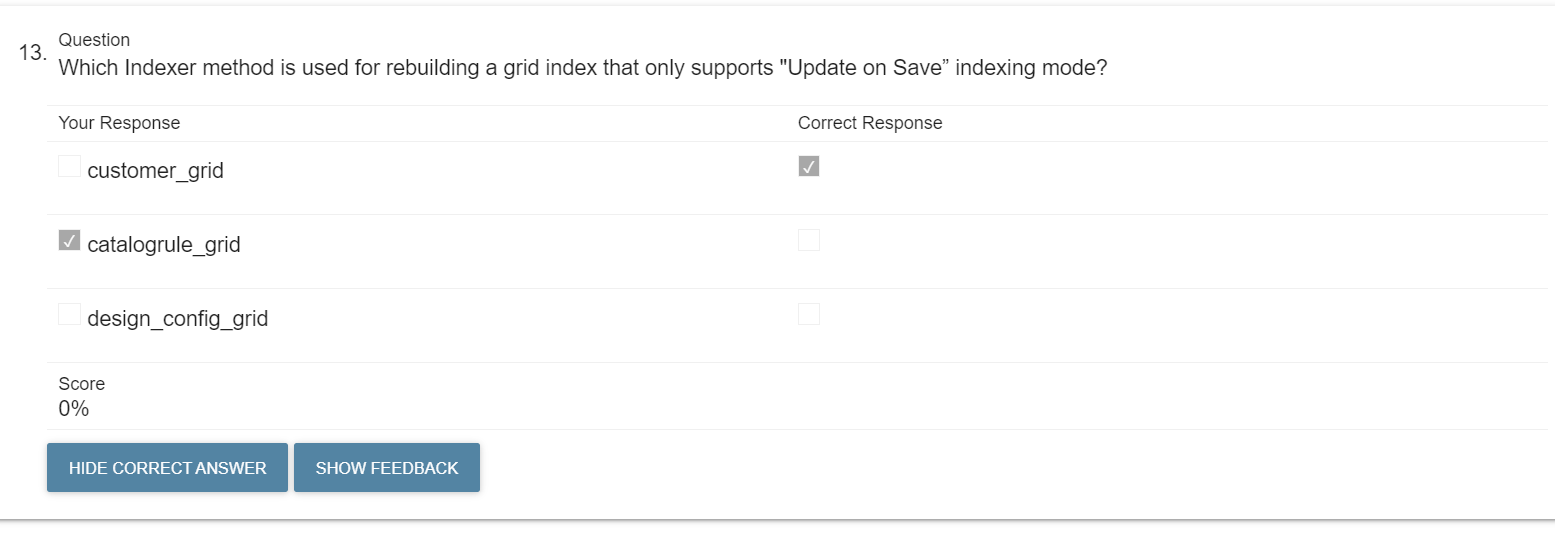 Question
13.
Which Indexer method is used for rebuilding a grid index that only supports "Update on Save” indexing mode?
Your Response Correct Response
customer_grid
catalogrule_grid
design_config_grid
Score
0%
HIDE CORRECT ANSWER SHOW FEEDBACK